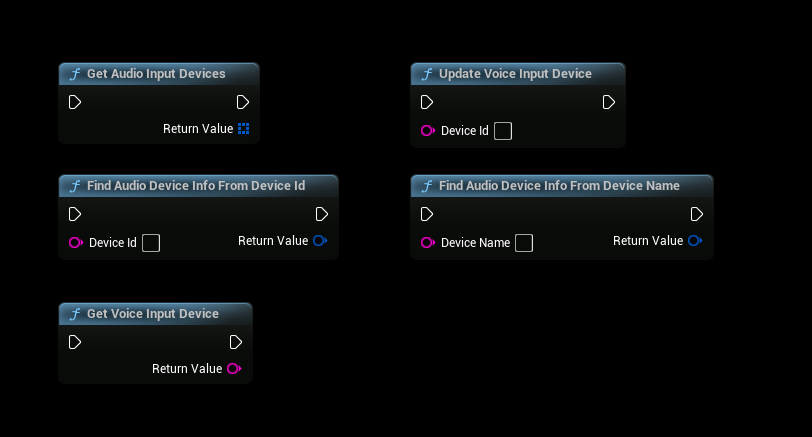 f Get Audio Input Devices
Return Value
f Update Voice Input Device
Device Id
f Find Audio Device Info From Device Id
Device Id
Return Value
f Find Audio Device Info From Device Name
Device Name
Return Value
f Get Voice Input Device
Return Value